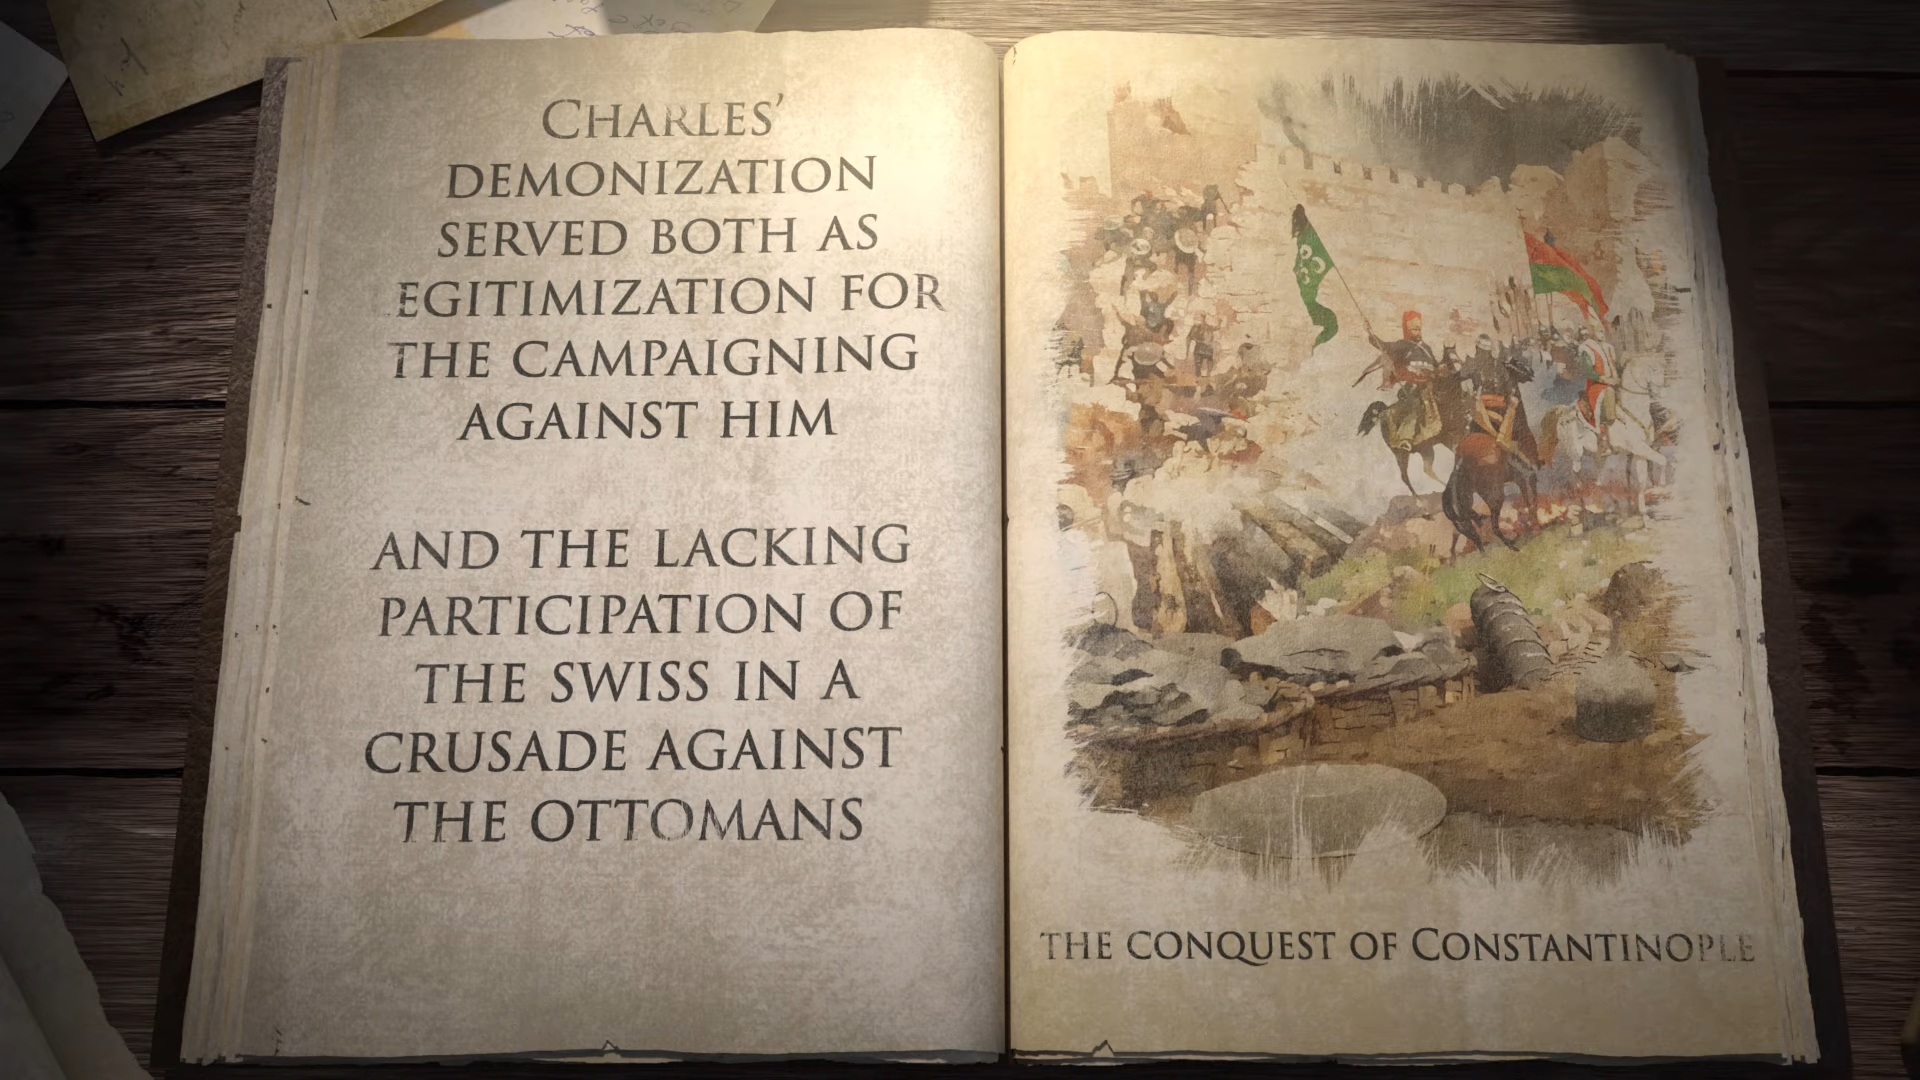 Charles'
demonization
served both as
egitimization for
the campaigning
against him
and the lacking
participation of
the Swiss in a
crusade against
the Ottomans
the conquest of Constantinople